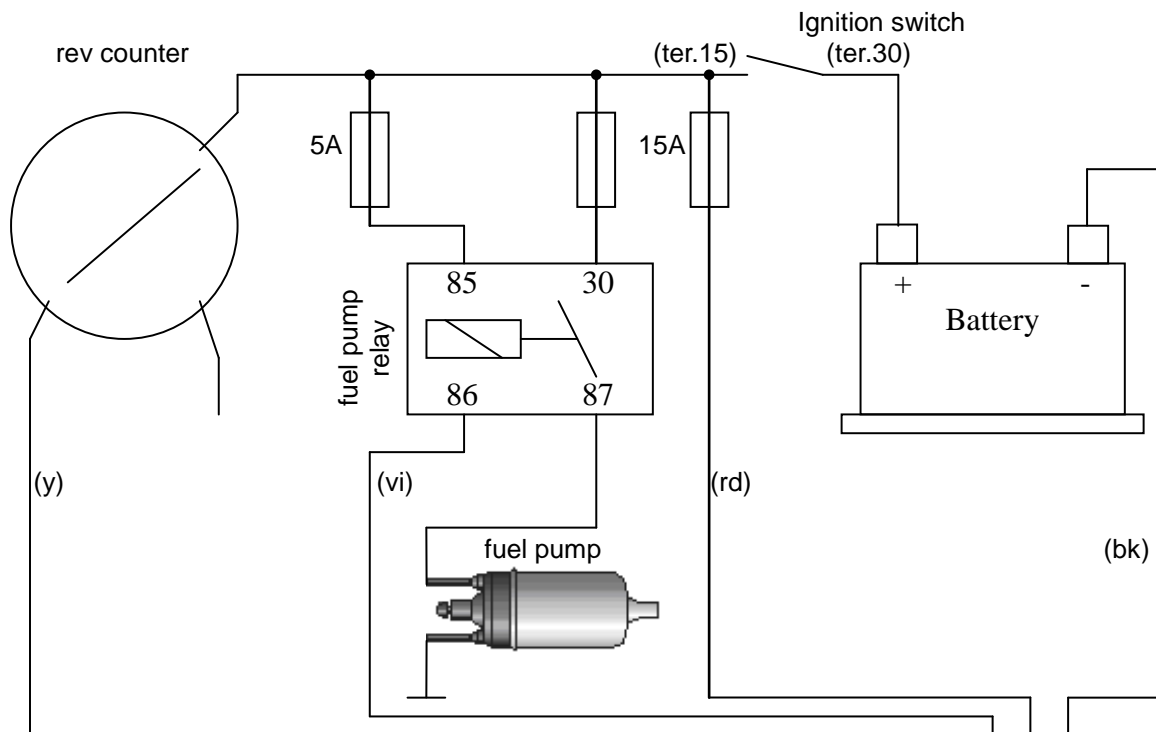 Ignition switch
rev counter
(ter.15)
(ter.30)
5A
15A
85
30
fuel pump
relay
86
87
+
-
Battery
(y)
(vi)
(rd)
(bk)
fuel pump